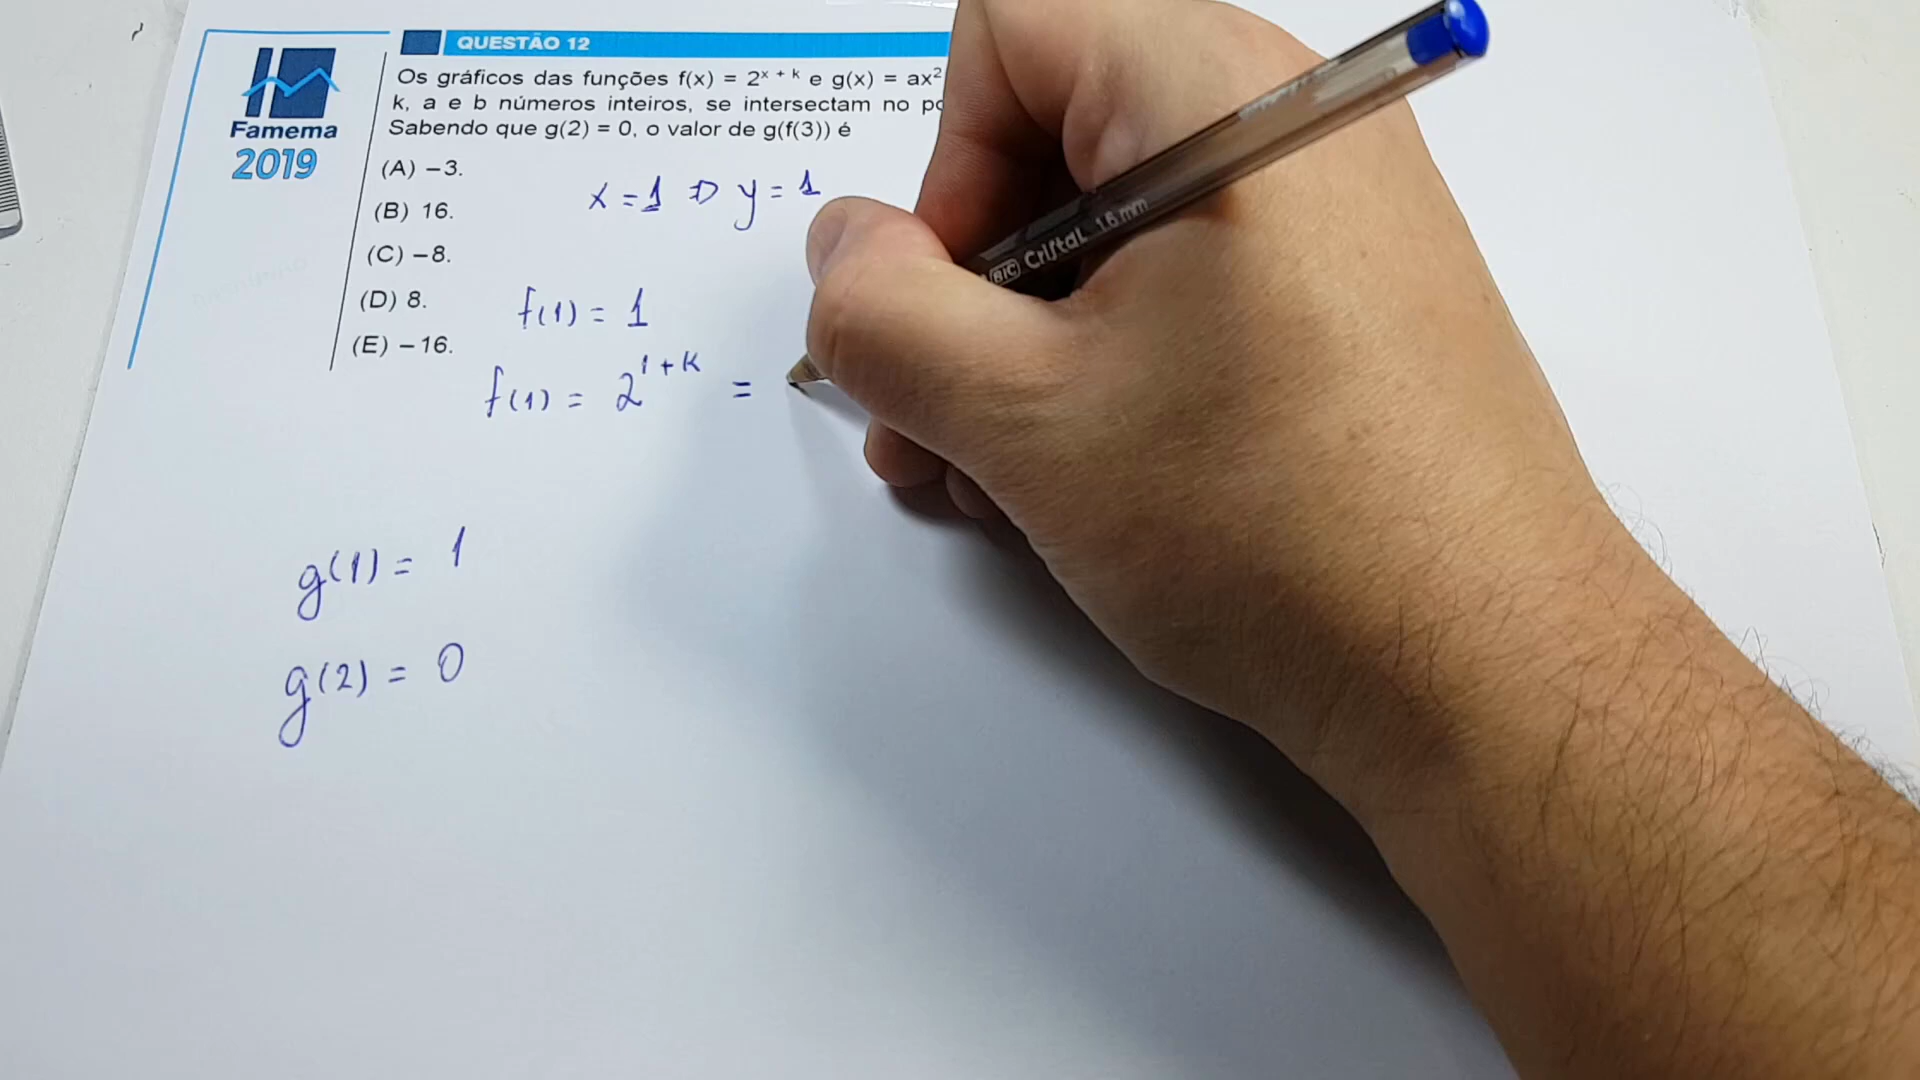 QUESTÃO 12
Os gráficos das funções f(x) = 2^(x + k) e g(x) = ax²
k, a e b números inteiros, se intersectam no
Sabendo que g(2) = 0, o valor de g(f(3)) é
Famema
2019
(A) –3.
(B) 16.
(C) –8.
(D) 8.
(E) –16.
x = 1 ⇒ y = 1
f(1) = 1
f(1) = 2^(1+k) =
g(1) = 1
g(2) = 0
BIC Cristal 1.6 mm